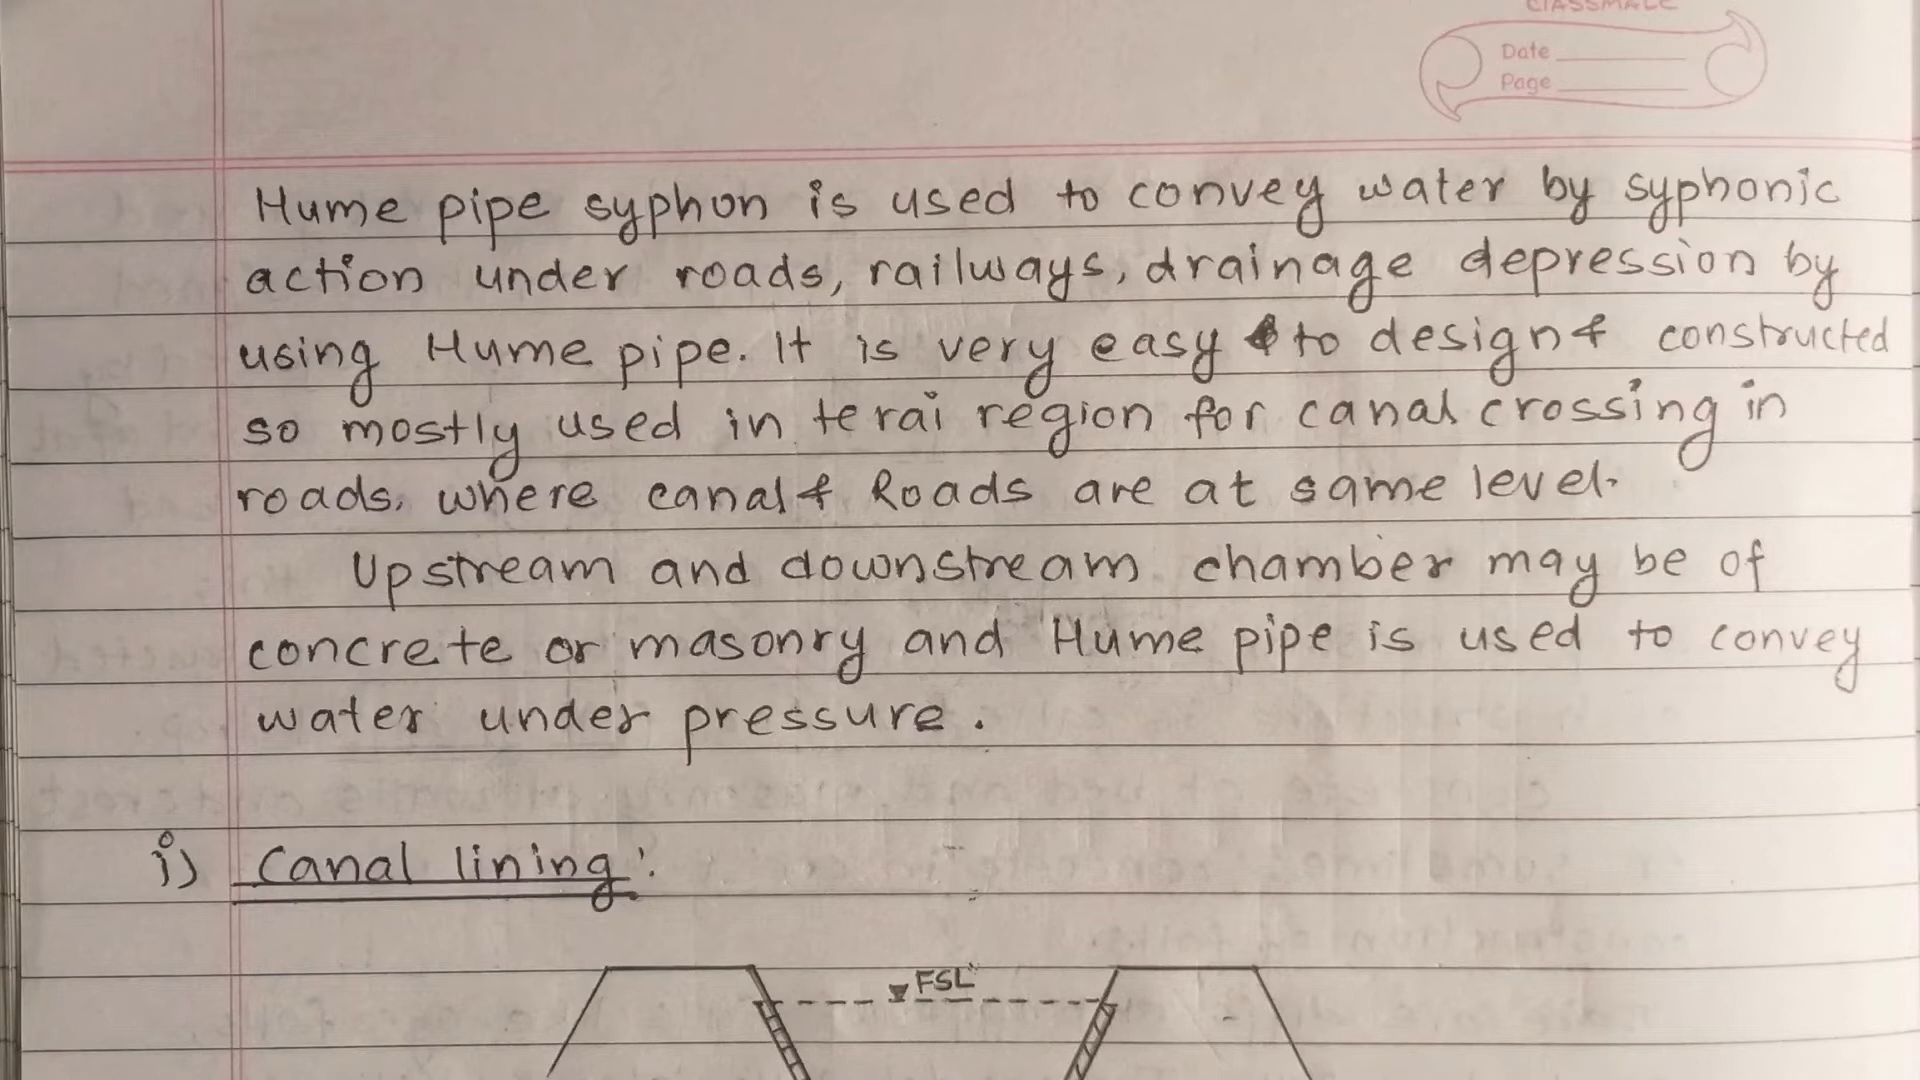 classmate
Date
Page
Hume pipe syphon is used to convey water by syphonic
action under roads, railways, drainage depression by
using Hume pipe. It is very easy to design & constructed
so mostly used in terai region for canal crossing in
roads, where canal & Roads are at same level.
Upstream and downstream chamber may be of
concrete or masonry and Hume pipe is used to convey
water under pressure.
i) Canal lining:
FSL